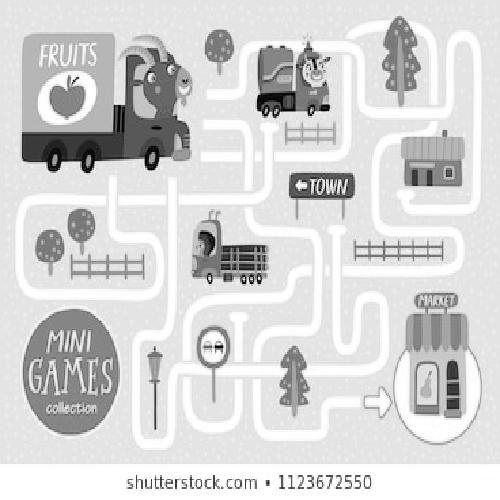 FRUITS
TOWN
MARKET
MINI
GAMES
collection
shutterstock.com • 1123672550